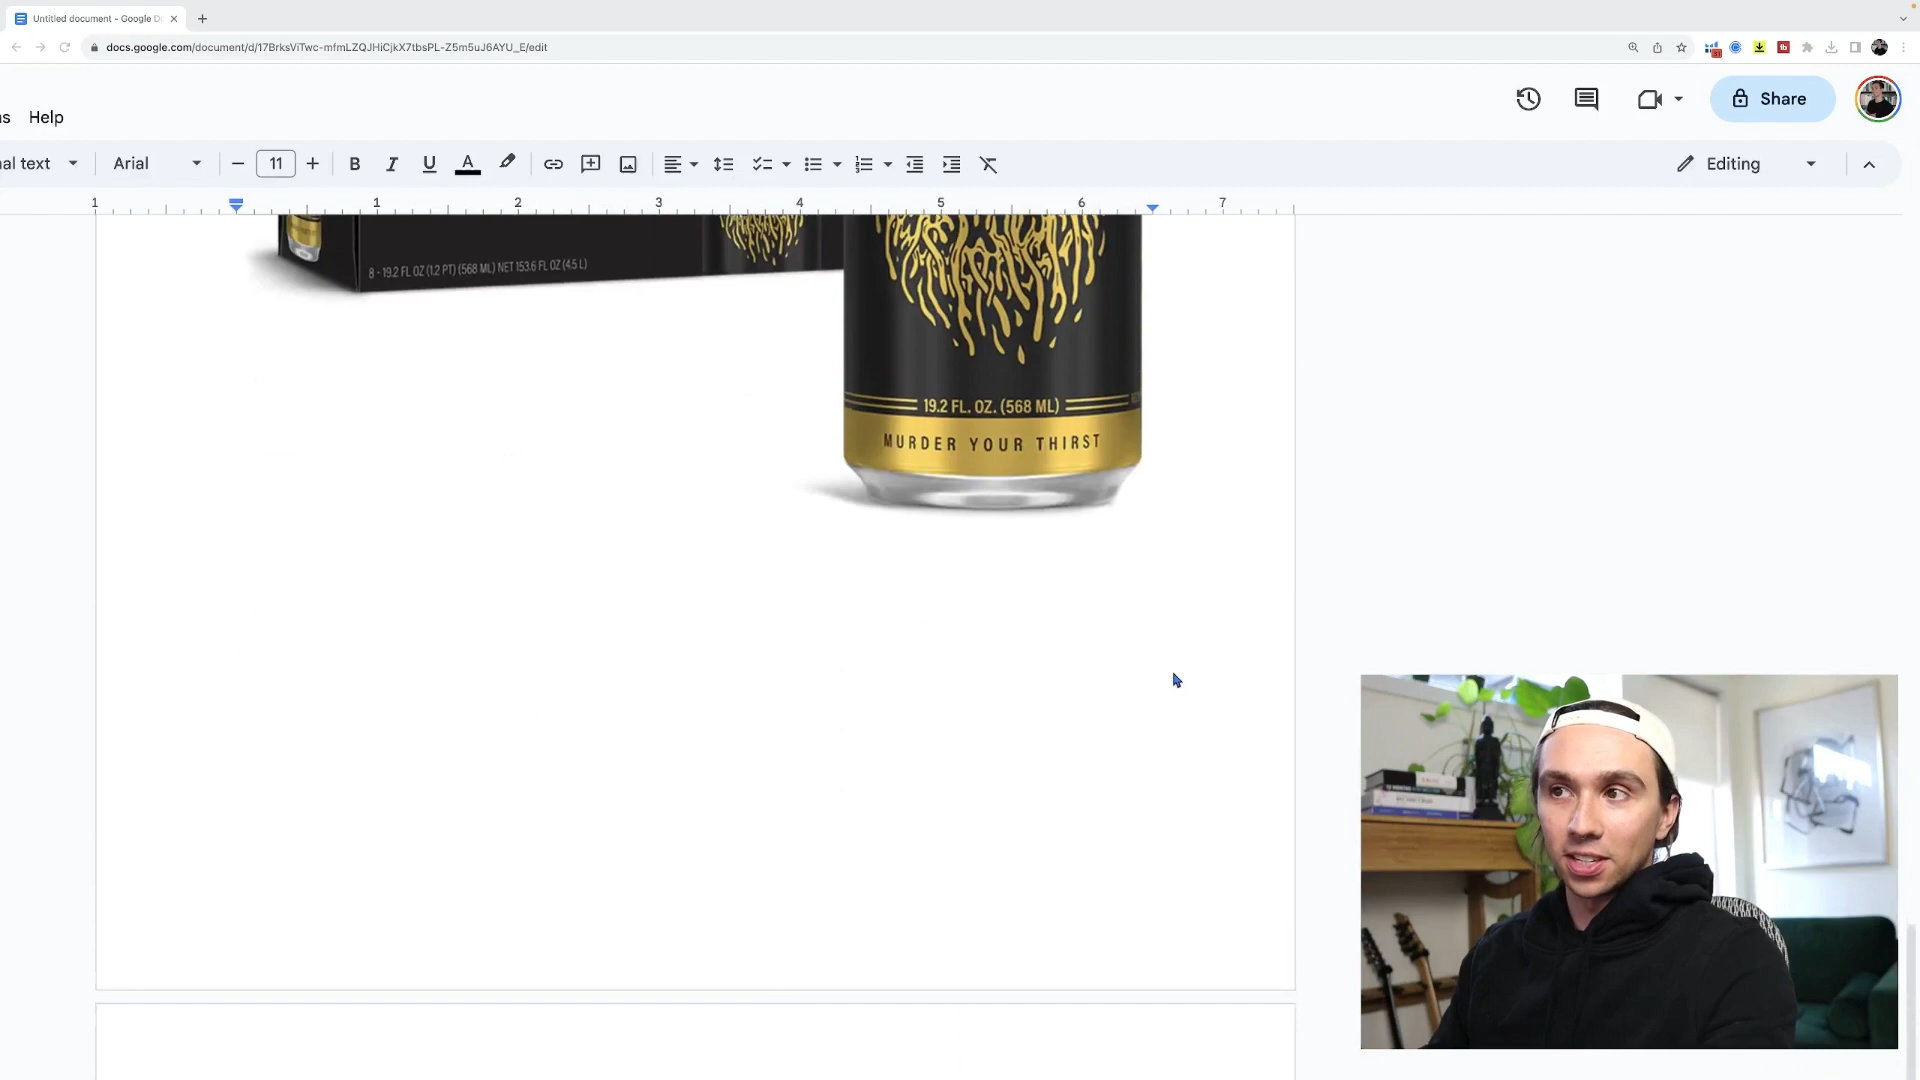 Untitled document - Google D
docs.google.com/document/d/17BrksViTwc-mfmLZQJHiCjkX7tbsPL-Z5m5uJ6AYU_E/edit
ns Help
Share
al text Arial 11 B I U A Editing
1 1 2 3 4 5 6 7
8 - 19.2 FL OZ (1.2 PT) (568 ML) NET 153.6 FL OZ (4.5 L)
19.2 FL. OZ. (568 ML)
MURDER YOUR THIRST